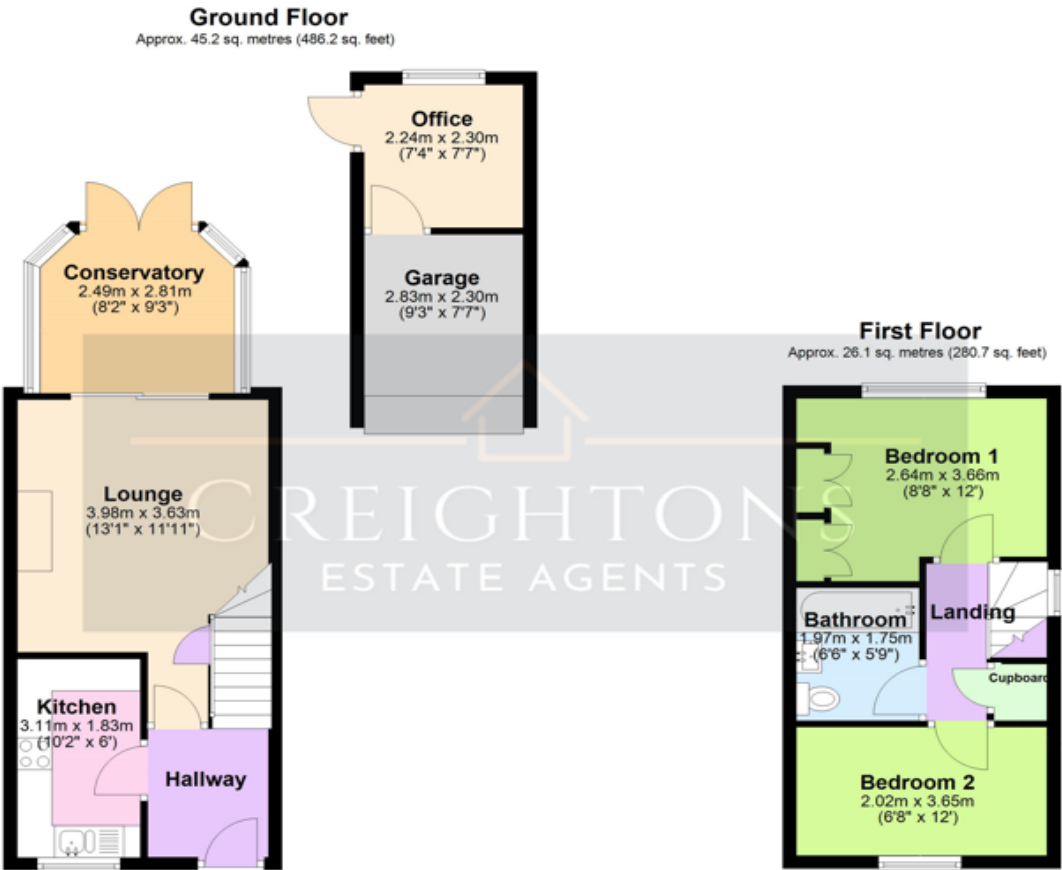 Ground Floor
Approx. 45.2 sq. metres (486.2 sq. feet)
Office
2.24m x 2.30m
(7'4" x 7'7")
Conservatory
2.49m x 2.81m
(8'2" x 9'3")
Garage
2.83m x 2.30m
(9'3" x 7'7")
Lounge
3.98m x 3.63m
(13'1" x 11'11")
Kitchen
3.11m x 1.83m
(10'2" x 6')
Hallway
First Floor
Approx. 26.1 sq. metres (280.7 sq. feet)
Bedroom 1
2.64m x 3.66m
(8'8" x 12')
Bathroom
1.97m x 1.75m
(6'6" x 5'9")
Landing
Cupboard
Bedroom 2
2.02m x 3.65m
(6'8" x 12')
CREIGHTONS
ESTATE AGENTS